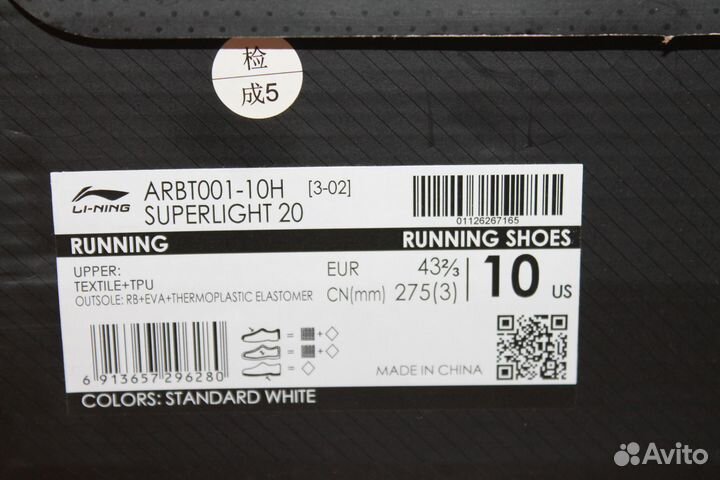 检
成5
LI-NING
ARBT001-10H [3-02]
SUPERLIGHT 20
01126267165
RUNNING RUNNING SHOES
UPPER:
TEXTILE+TPU
OUTSOLE: RB+EVA+THERMOPLASTIC ELASTOMER
EUR 43⅔
CN(mm) 275(3)
10 US
= +
= +
=
6 913657 296280
MADE IN CHINA
COLORS: STANDARD WHITE
Avito